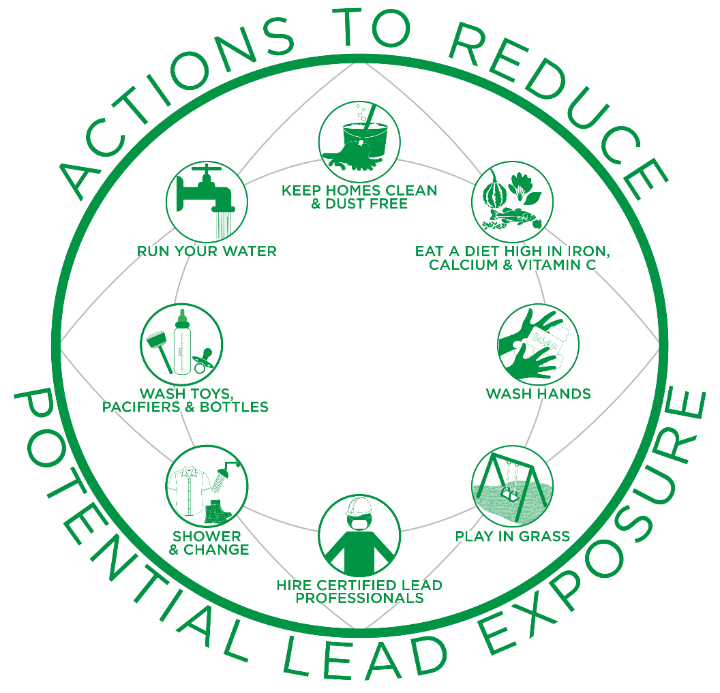 ACTIONS TO REDUCE
KEEP HOMES CLEAN
& DUST FREE
EAT A DIET HIGH IN IRON,
CALCIUM & VITAMIN C
WASH HANDS
PLAY IN GRASS
HIRE CERTIFIED LEAD
PROFESSIONALS
SHOWER
& CHANGE
WASH TOYS,
PACIFIERS & BOTTLES
RUN YOUR WATER
POTENTIAL LEAD EXPOSURE